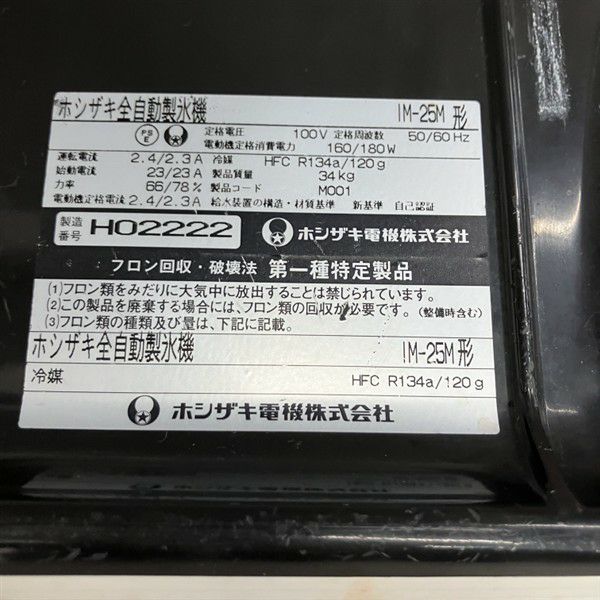 ホシザキ全自動製氷機 IM-25M 形
PS E 定格電圧 100V 定格周波数 50/60 Hz
電動機定格消費電力 160/180W
運転電流 2.4/2.3A 冷媒 HFC R134a/120g
始動電流 23/23A 製品質量 34kg
力率 66/78% 製品コード M001
電動機定格電流 2.4/2.3A 給水装置の構造・材質基準 新基準 自己認証
製造番号 H02222 ホシザキ電機株式会社
フロン回収・破壊法 第一種特定製品
(1)フロン類をみだりに大気中に放出することは禁じられています。
(2)この製品を廃棄する場合には、フロン類の回収が必要です。(整備時含む)
(3)フロン類の種類及び量は、下記に記載。
ホシザキ全自動製氷機 IM-25M 形
冷媒 HFC R134a/120g
ホシザキ電機株式会社